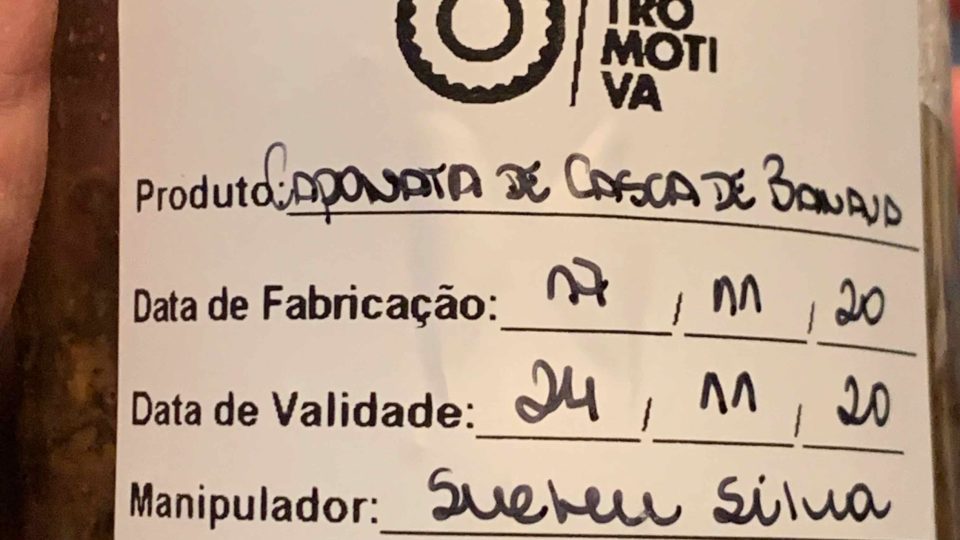 TRO
MOTI
VA
Produto: CAPONATA DE CASCA DE BANANA
Data de Fabricação: 17 / 11 / 20
Data de Validade: 24 / 11 / 20
Manipulador: Suelen Silva